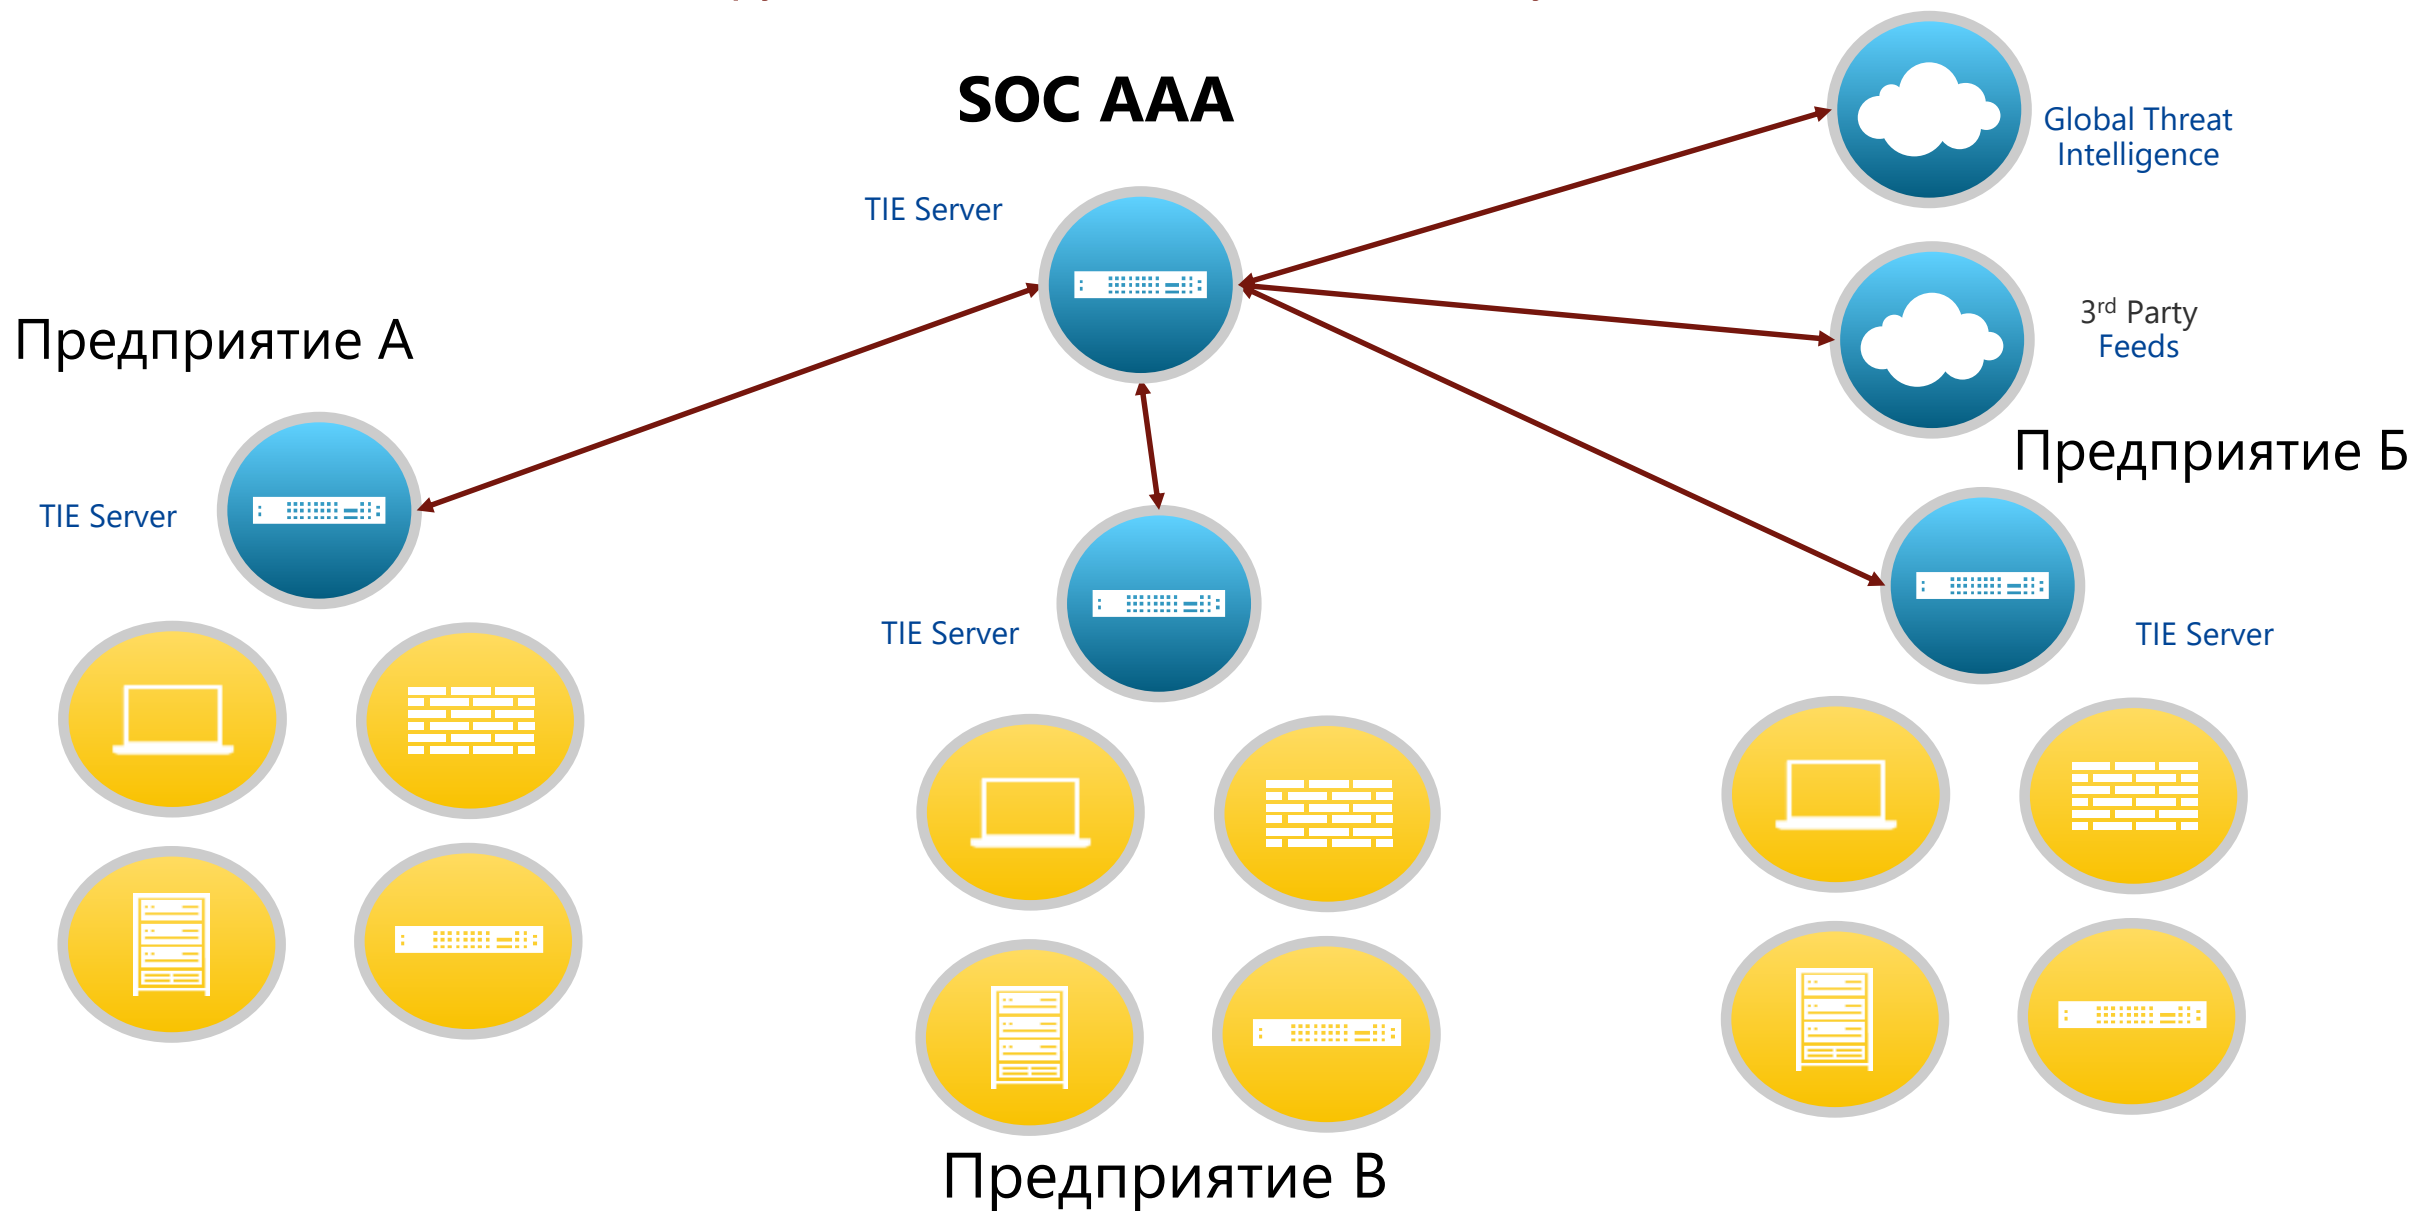 SOC AAA
Global Threat
Intelligence
TIE Server
3rd Party
Feeds
Предприятие А
Предприятие Б
TIE Server
TIE Server
TIE Server
Предприятие В